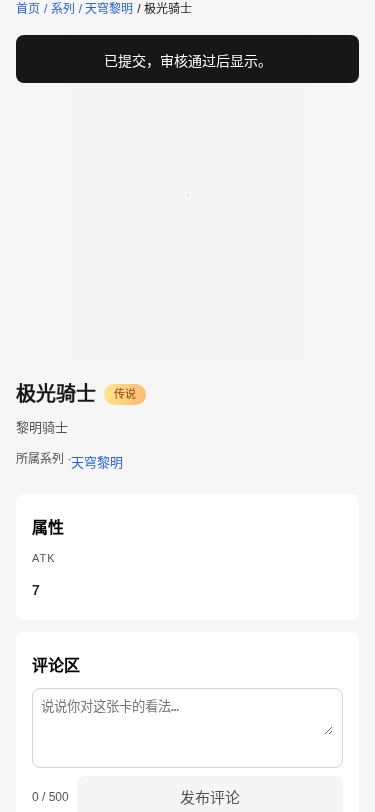 首页 / 系列 / 天穹黎明 / 极光骑士
已提交，审核通过后显示。
极光骑士 传说
黎明骑士
所属系列 · 天穹黎明
属性
ATK
7
评论区
说说你对这张卡的看法…
0 / 500 发布评论